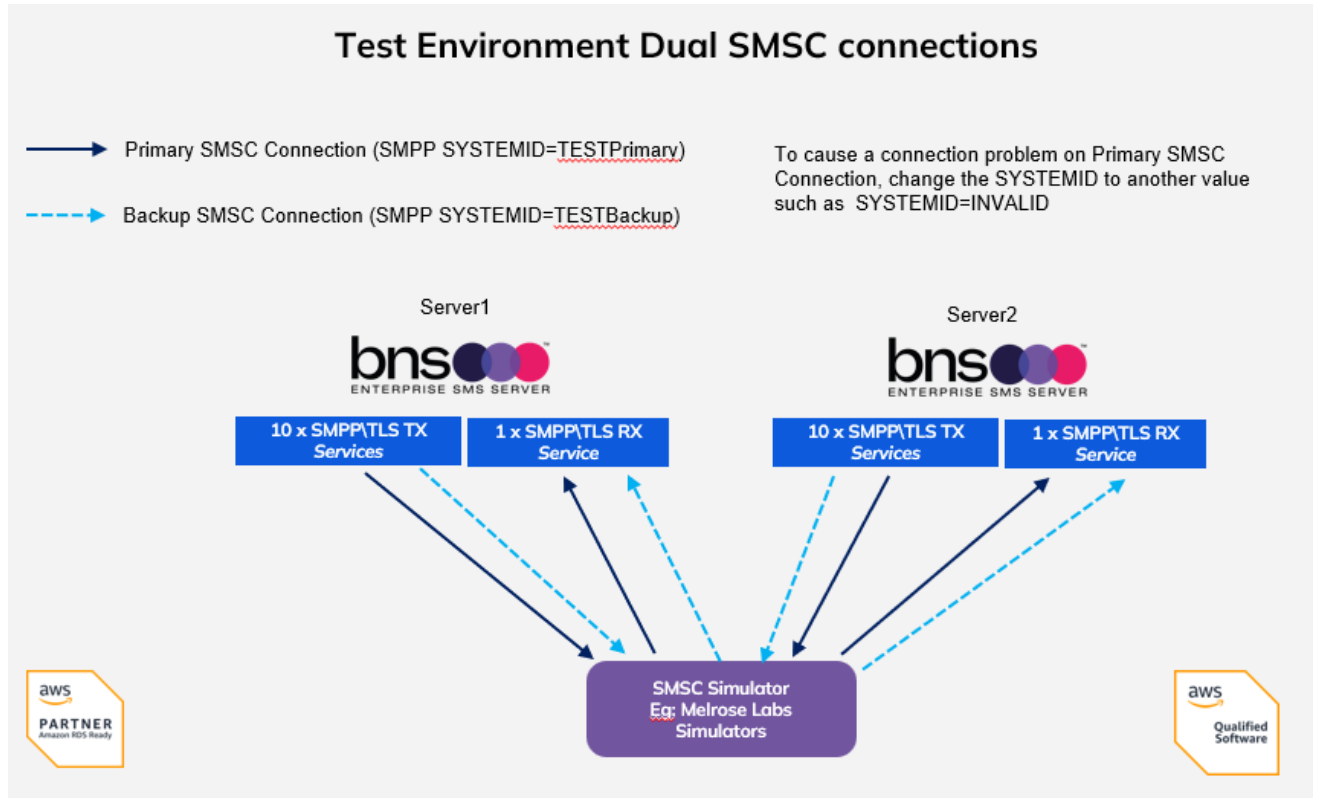 Test Environment Dual SMSC connections
Primary SMSC Connection (SMPP SYSTEMID=TESTPrimary)
Backup SMSC Connection (SMPP SYSTEMID=TESTBackup)
To cause a connection problem on Primary SMSC
Connection, change the SYSTEMID to another value
such as SYSTEMID=INVALID
Server1
bns
™
ENTERPRISE SMS SERVER
10 x SMPP\TLS TX
Services
1 x SMPP\TLS RX
Service
Server2
bns
™
ENTERPRISE SMS SERVER
10 x SMPP\TLS TX
Services
1 x SMPP\TLS RX
Service
SMSC Simulator
Eg: Melrose Labs
Simulators
aws
PARTNER
Amazon RDS Ready
aws
Qualified
Software